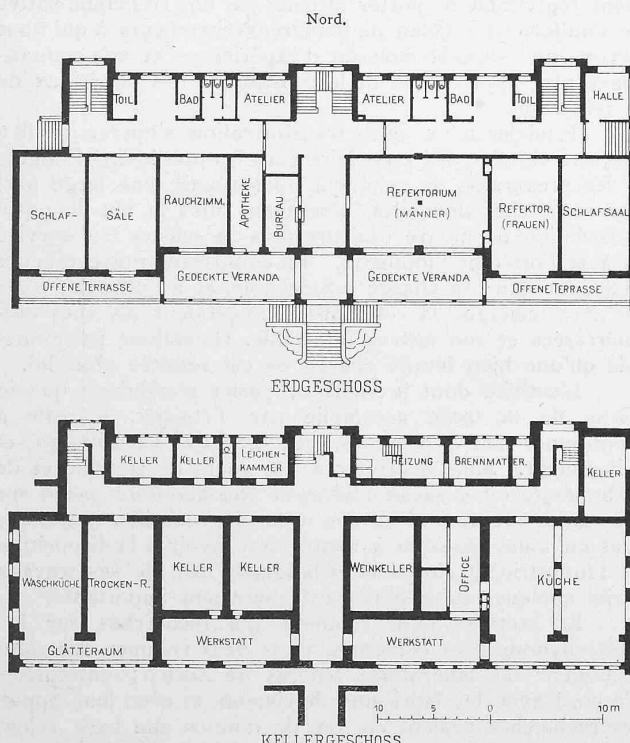 Nord.
TOIL. BAD ATELIER ATELIER BAD TOIL. HALLE
SCHLAF- SÄLE RAUCHZIMM. APOTHEKE BUREAU REFEKTORIUM (MÄNNER) REFEKTOR. (FRAUEN) SCHLAFSAAL
OFFENE TERRASSE GEDECKTE VERANDA GEDECKTE VERANDA OFFENE TERRASSE
ERDGESCHOSS
KELLER KELLER LEICHEN- KAMMER HEIZUNG BRENNMATER. KELLER
WASCHKÜCHE TROCKEN-R. KELLER KELLER WEINKELLER OFFICE KÜCHE
GLÄTTERAUM WERKSTATT WERKSTATT
10 5 0 10 m
KELLERGESCHOSS